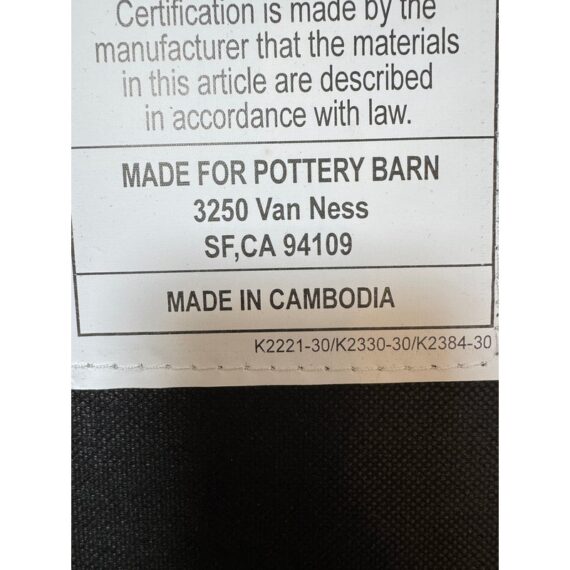 Certification is made by the
manufacturer that the materials
in this article are described
in accordance with law.
MADE FOR POTTERY BARN
3250 Van Ness
SF,CA 94109
MADE IN CAMBODIA
K2221-30/K2330-30/K2384-30